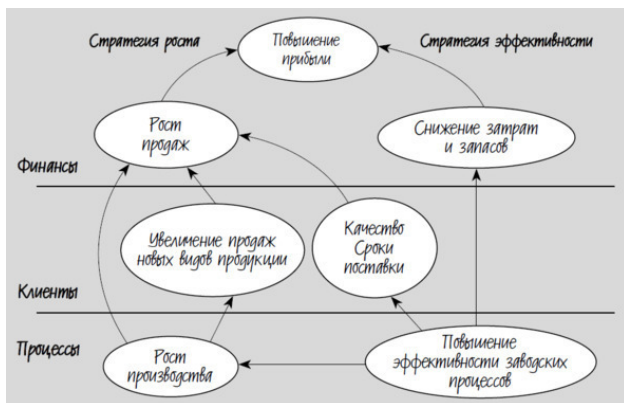 Стратегия роста
Повышение
прибыли
Стратегия эффективности
Рост
продаж
Снижение затрат
и запасов
Финансы
Увеличение продаж
новых видов продукции
Качество
Сроки
поставки
Клиенты
Процессы
Рост
производства
Повышение
эффективности заводских
процессов